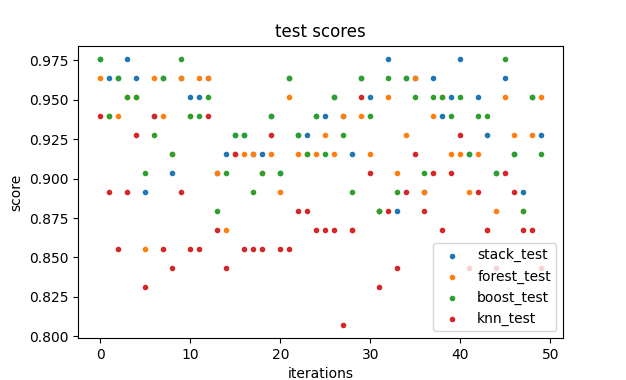 test scores
score
0.975
0.950
0.925
0.900
0.875
0.850
0.825
0.800
stack_test
forest_test
boost_test
knn_test
0 10 20 30 40 50
iterations